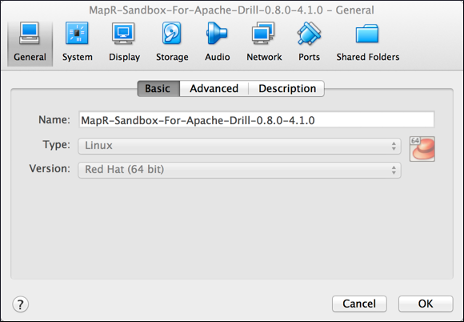 MapR-Sandbox-For-Apache-Drill-0.8.0-4.1.0 – General
General System Display Storage Audio Network Ports Shared Folders
Basic Advanced Description
Name: MapR-Sandbox-For-Apache-Drill-0.8.0-4.1.0
Type: Linux
64
Version: Red Hat (64 bit)
? Cancel OK